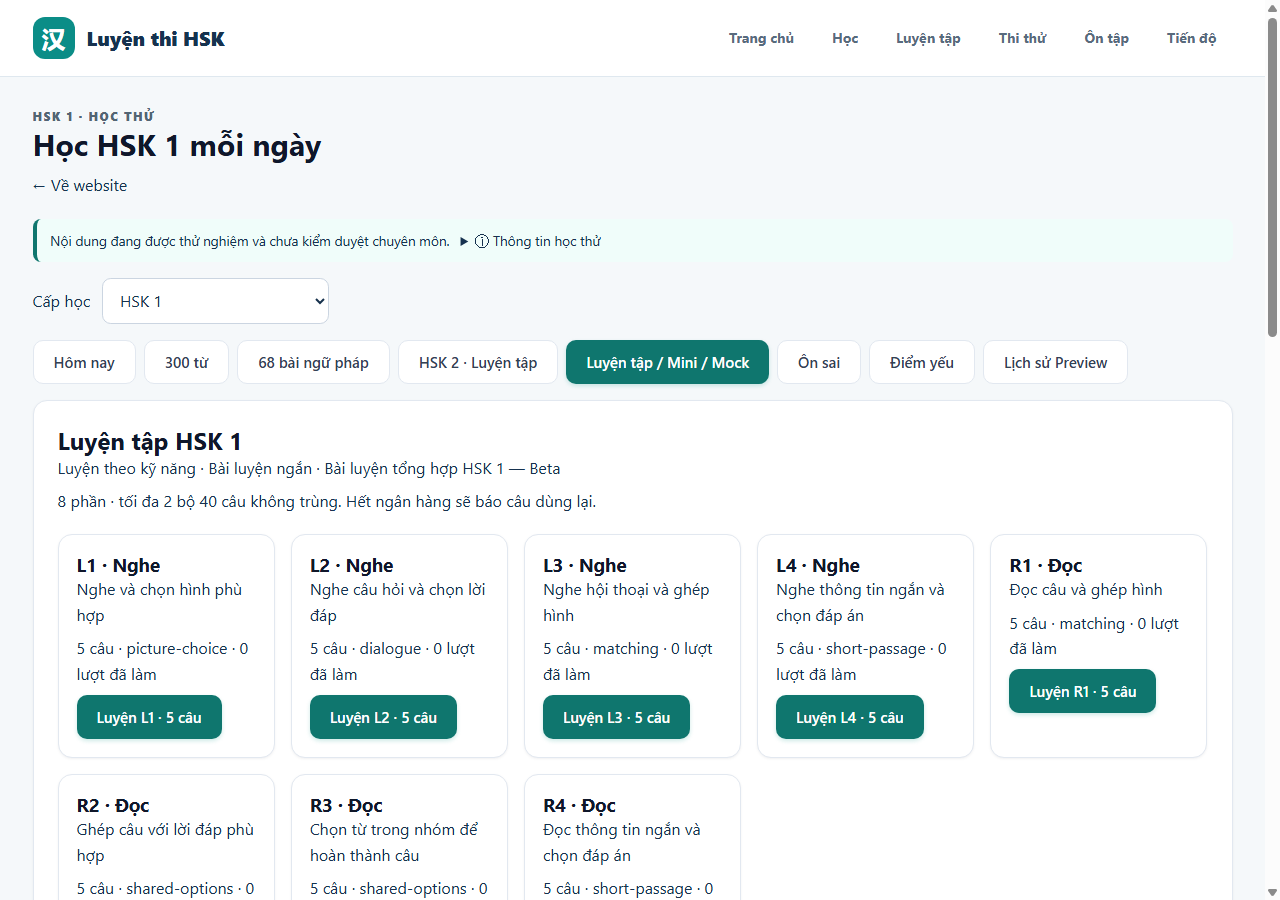 汉 Luyện thi HSK
Trang chủ Học Luyện tập Thi thử Ôn tập Tiến độ
HSK 1 · HỌC THỬ
Học HSK 1 mỗi ngày
← Về website
Nội dung đang được thử nghiệm và chưa kiểm duyệt chuyên môn. ▶ ⓘ Thông tin học thử
Cấp học HSK 1
Hôm nay 300 từ 68 bài ngữ pháp HSK 2 · Luyện tập Luyện tập / Mini / Mock Ôn sai Điểm yếu Lịch sử Preview
Luyện tập HSK 1
Luyện theo kỹ năng · Bài luyện ngắn · Bài luyện tổng hợp HSK 1 — Beta
8 phần · tối đa 2 bộ 40 câu không trùng. Hết ngân hàng sẽ báo câu dùng lại.
L1 · Nghe
Nghe và chọn hình phù
hợp
5 câu · picture-choice · 0
lượt đã làm
Luyện L1 · 5 câu
L2 · Nghe
Nghe câu hỏi và chọn lời
đáp
5 câu · dialogue · 0 lượt
đã làm
Luyện L2 · 5 câu
L3 · Nghe
Nghe hội thoại và ghép
hình
5 câu · matching · 0 lượt
đã làm
Luyện L3 · 5 câu
L4 · Nghe
Nghe thông tin ngắn và
chọn đáp án
5 câu · short-passage · 0
lượt đã làm
Luyện L4 · 5 câu
R1 · Đọc
Đọc câu và ghép hình
5 câu · matching · 0 lượt
đã làm
Luyện R1 · 5 câu
R2 · Đọc
Ghép câu với lời đáp phù
hợp
5 câu · shared-options · 0
R3 · Đọc
Chọn từ trong nhóm để
hoàn thành câu
5 câu · shared-options · 0
R4 · Đọc
Đọc thông tin ngắn và
chọn đáp án
5 câu · short-passage · 0